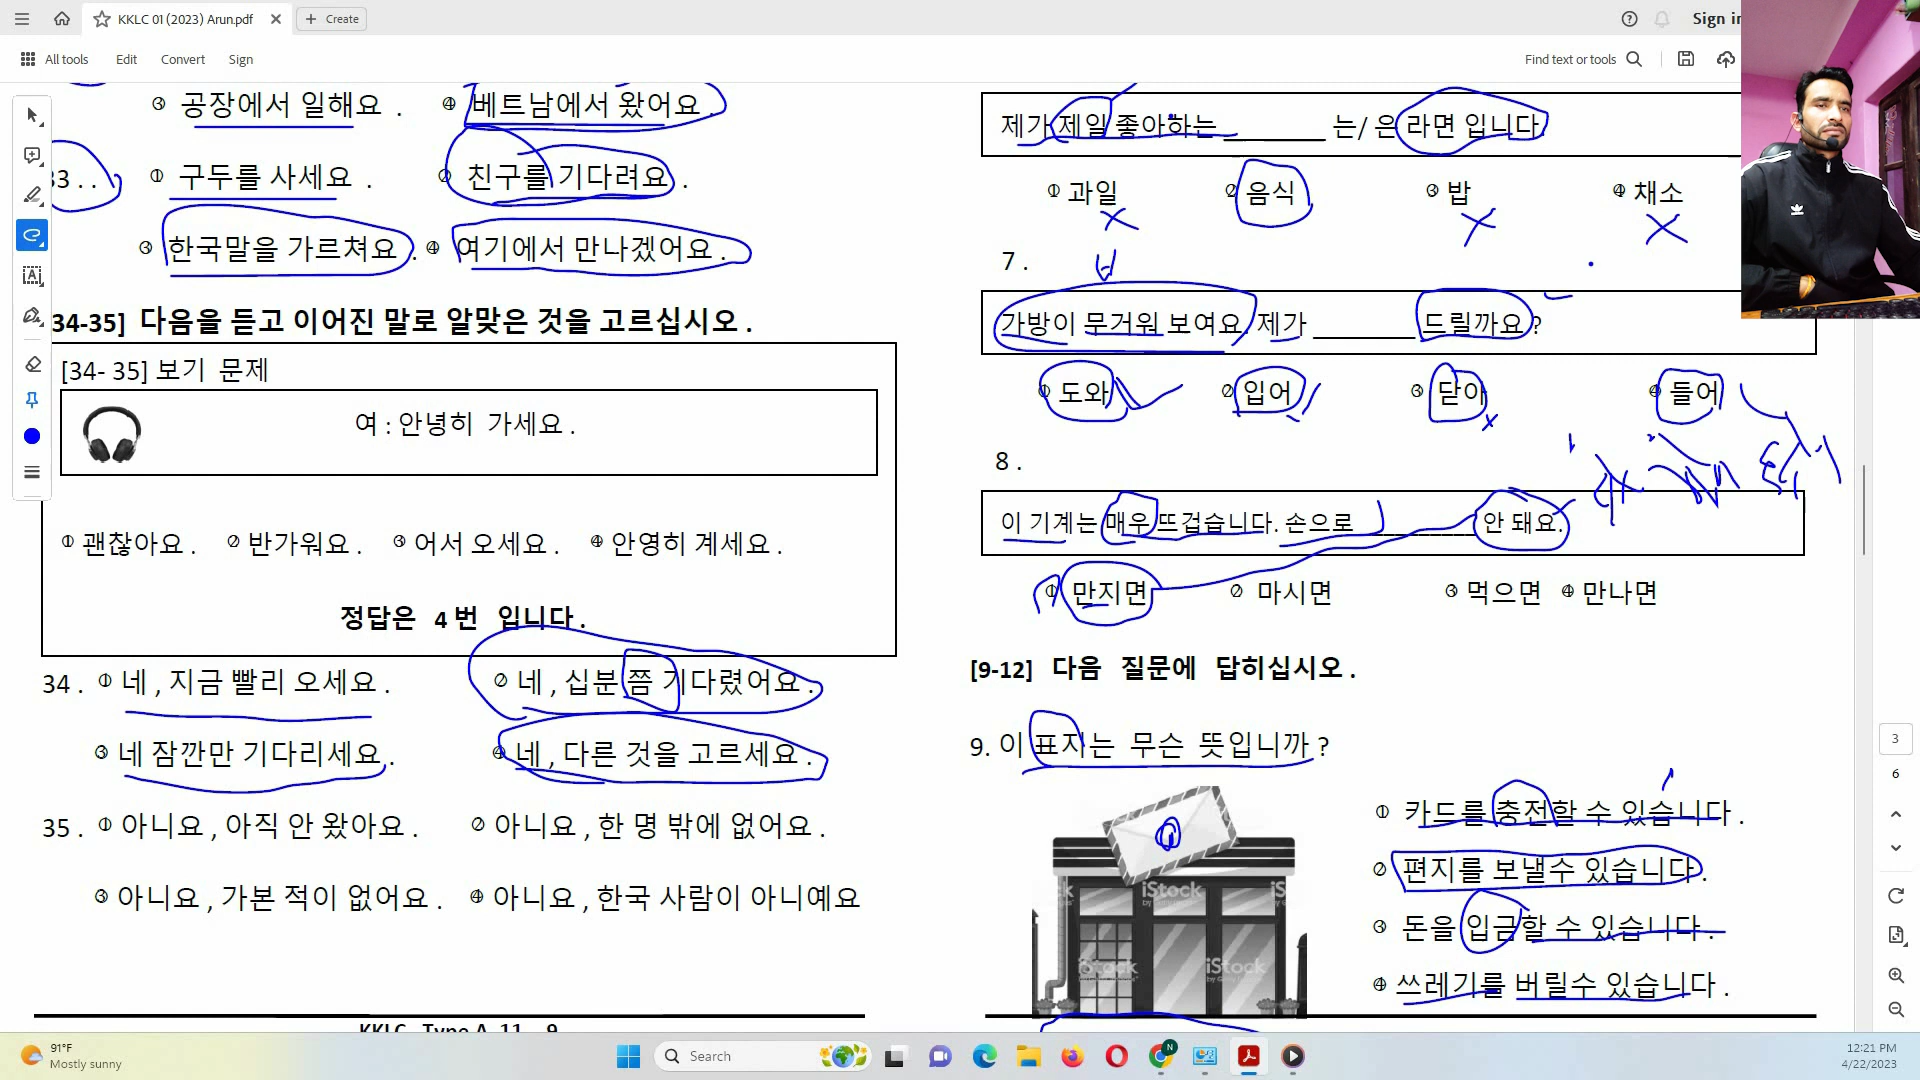 KKLC 01 (2023) Arun.pdf
Create
Sign in
All tools
Edit
Convert
Sign
Find text or tools
③ 공장에서 일해요 .
④ 베트남에서 왔어요 .
33 . .
① 구두를 사세요 .
② 친구를 기다려요 .
③ 한국말을 가르쳐요 .
④ 여기에서 만나겠어요 .
34-35] 다음을 듣고 이어진 말로 알맞은 것을 고르십시오 .
[34- 35] 보기 문제
여 : 안녕히 가세요 .
① 괜찮아요 .
② 반가워요 .
③ 어서 오세요 .
④ 안영히 계세요 .
정답은 4 번 입니다 .
34 . ① 네 , 지금 빨리 오세요 .
② 네 , 십분 쯤 기다렸어요 .
③ 네 잠깐만 기다리세요 .
④ 네 , 다른 것을 고르세요 .
35 . ① 아니요 , 아직 안 왔아요 .
② 아니요 , 한 명 밖에 없어요 .
③ 아니요 , 가본 적이 없어요 .
④ 아니요 , 한국 사람이 아니예요
KKLC Type A 11 9
제가 제일 좋아하는 ________ 는/ 은 라면 입니다
① 과일
② 음식
③ 밥
④ 채소
7 .
가방이 무거워 보여요. 제가 ________ 드릴까요 ?
① 도와
② 입어
③ 닫아
④ 들어
8 .
이 기계는 매우 뜨겁습니다. 손으로 ________ 안 돼요.
① 만지면
② 마시면
③ 먹으면
④ 만나면
[9-12] 다음 질문에 답히십시오 .
9. 이 표지는 무슨 뜻입니까 ?
iStock
iStock
iStock
① 카드를 충전할 수 있습니다 .
② 편지를 보낼수 있습니다 .
③ 돈을 입금할 수 있습니다 .
④ 쓰레기를 버릴수 있습니다 .
3
6
91°F
Mostly sunny
Search
12:21 PM
4/22/2023